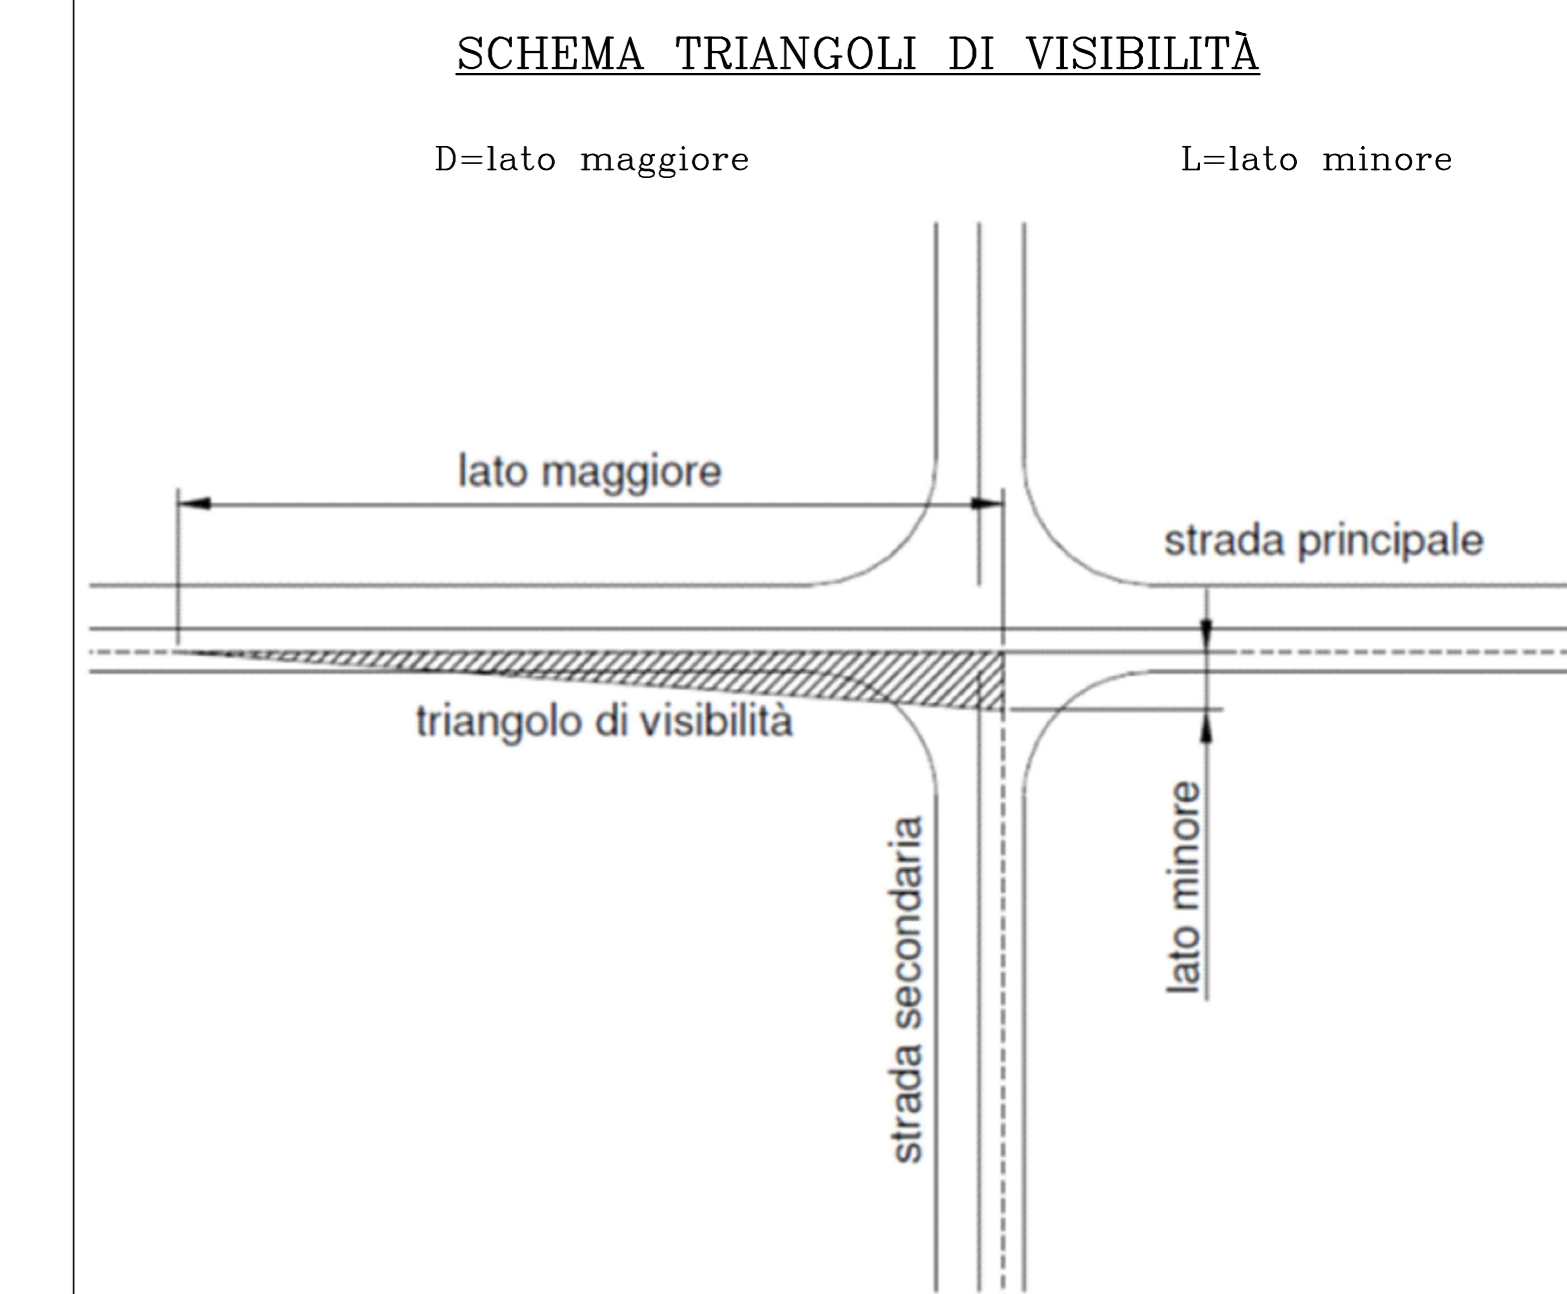 SCHEMA TRIANGOLI DI VISIBILITÀ
D=lato maggiore
L=lato minore
lato maggiore
strada principale
triangolo di visibilità
strada secondaria
lato minore